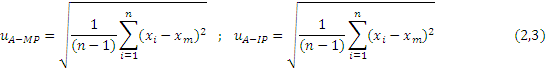 u_{A-MP} = \sqrt{\frac{1}{(n-1)} \sum_{i=1}^{n} (x_i - x_m)^2} ; u_{A-IP} = \sqrt{\frac{1}{(n-1)} \sum_{i=1}^{n} (x_i - x_m)^2} (2,3)